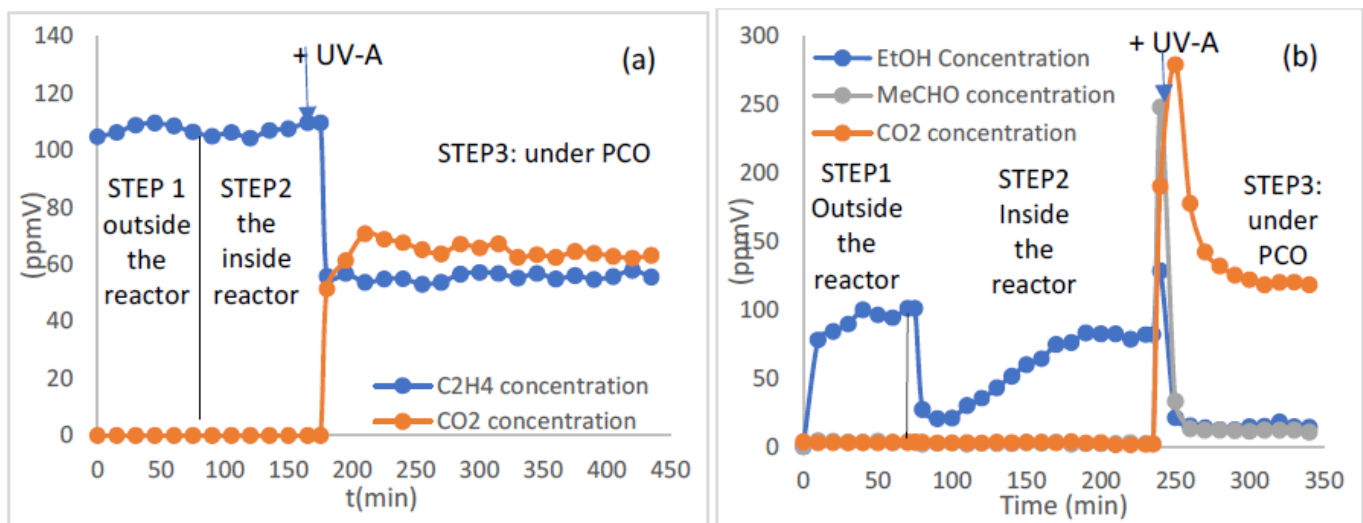 140
120
100
80
60
40
20
0
(ppmV)
+ UV-A
(a)
STEP 1
outside
the
reactor
STEP2
the
inside
reactor
STEP3: under PCO
C2H4 concentration
CO2 concentration
0 50 100 150 200 250 300 350 400 450
t(min)
300
250
200
150
100
50
0
(ppmV)
+ UV-A
(b)
EtOH Concentration
MeCHO concentration
CO2 concentration
STEP1
Outside
the
reactor
STEP2
Inside
the
reactor
STEP3:
under
PCO
0 50 100 150 200 250 300 350
Time (min)